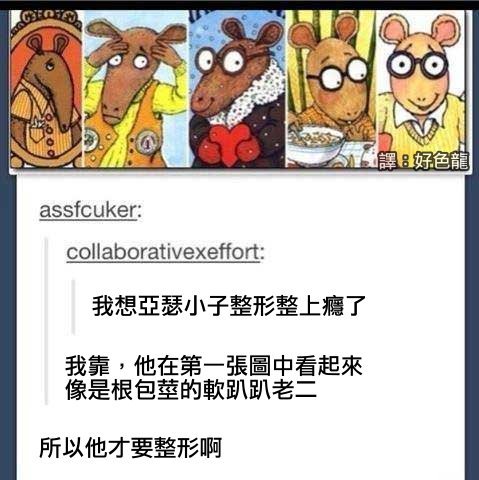 譯：好色龍
assfcuker:
collaborativexeffort:
我想亞瑟小子整形整上癮了
我靠，他在第一張圖中看起來
像是根包莖的軟趴趴老二
所以他才要整形啊